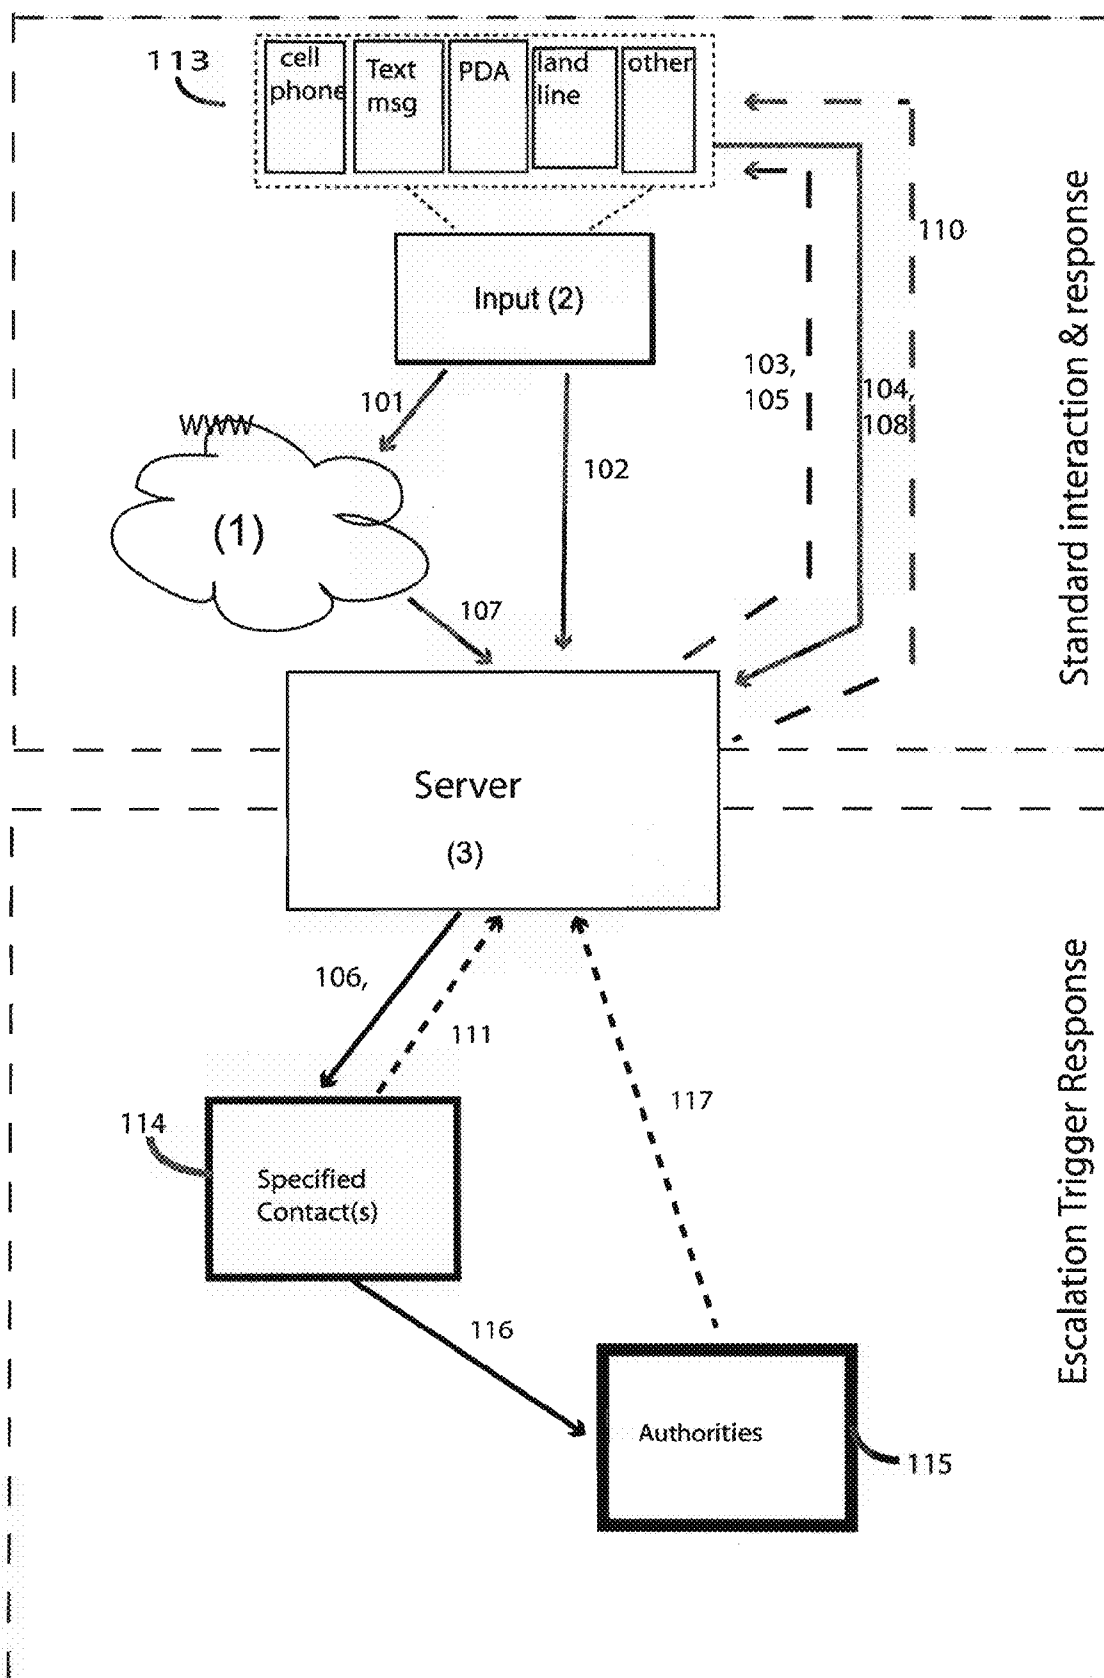 113
cell
phone
Text
msg
PDA
land
line
other
110
Input (2)
103,
105
104,
108
101
WWW
102
(1)
107
Standard interaction & response
Server
(3)
106,
111
117
114
Specified
Contact(s)
116
Authorities
115
Escalation Trigger Response